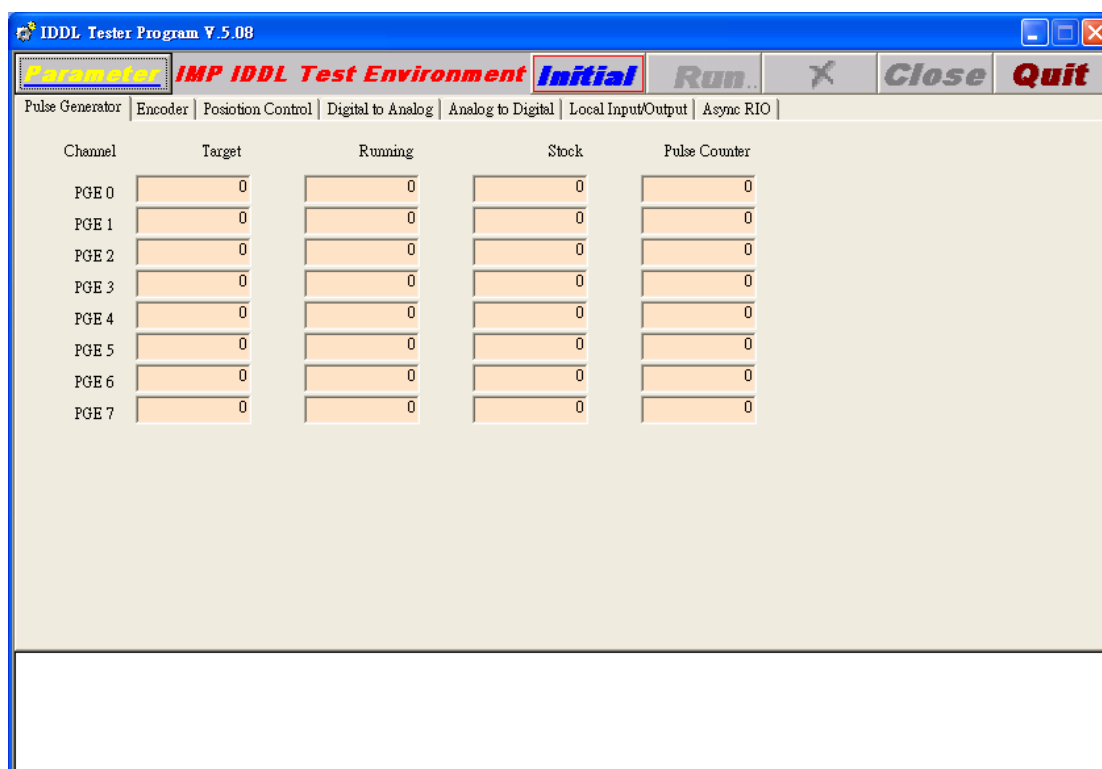 IDDL Tester Program V.5.08
Parameter IMP IDDL Test Environment Initial Run.. X Close Quit
Pulse Generator Encoder Posiotion Control Digital to Analog Analog to Digital Local Input/Output Async RIO
Channel Target Running Stock Pulse Counter
PGE 0 0 0 0 0
PGE 1 0 0 0 0
PGE 2 0 0 0 0
PGE 3 0 0 0 0
PGE 4 0 0 0 0
PGE 5 0 0 0 0
PGE 6 0 0 0 0
PGE 7 0 0 0 0